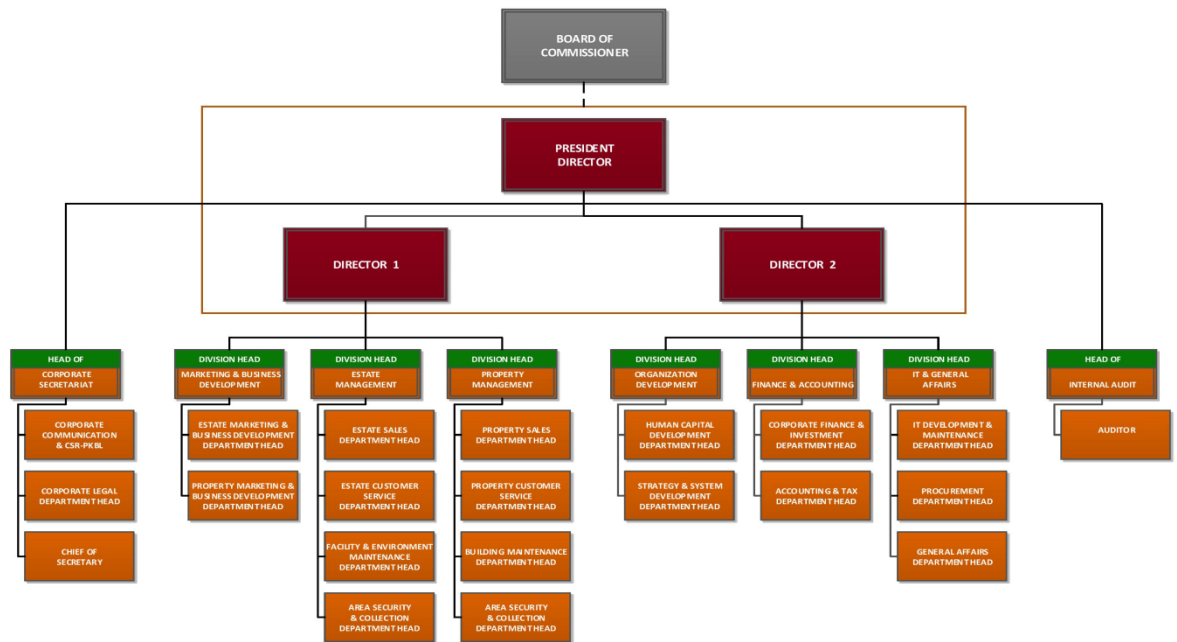 BOARD OF
COMMISSIONER
PRESIDENT
DIRECTOR
DIRECTOR 1
DIRECTOR 2
HEAD OF
CORPORATE
SECRETARIAT
CORPORATE
COMMUNICATION
& CSR-PKBL
CORPORATE LEGAL
DEPARTMENT HEAD
CHIEF OF
SECRETARY
DIVISION HEAD
MARKETING & BUSINESS
DEVELOPMENT
ESTATE MARKETING &
BUSINESS DEVELOPMENT
DEPARTMENT HEAD
PROPERTY MARKETING &
BUSINESS DEVELOPMENT
DEPARTMENT HEAD
DIVISION HEAD
ESTATE
MANAGEMENT
ESTATE SALES
DEPARTMENT HEAD
ESTATE CUSTOMER
SERVICE
DEPARTMENT HEAD
FACILITY & ENVIRONMENT
MAINTENANCE
DEPARTMENT HEAD
AREA SECURITY
& COLLECTION
DEPARTMENT HEAD
DIVISION HEAD
PROPERTY
MANAGEMENT
PROPERTY SALES
DEPARTMENT HEAD
PROPERTY CUSTOMER
SERVICE
DEPARTMENT HEAD
BUILDING MAINTENANCE
DEPARTMENT HEAD
AREA SECURITY
& COLLECTION
DEPARTMENT HEAD
DIVISION HEAD
ORGANIZATION
DEVELOPMENT
HUMAN CAPITAL
DEVELOPMENT
DEPARTMENT HEAD
STRATEGY & SYSTEM
DEVELOPMENT
DEPARTMENT HEAD
DIVISION HEAD
FINANCE & ACCOUNTING
CORPORATE FINANCE &
INVESTMENT
DEPARTMENT HEAD
ACCOUNTING & TAX
DEPARTMENT HEAD
DIVISION HEAD
IT & GENERAL
AFFAIRS
IT DEVELOPMENT &
MAINTENANCE
DEPARTMENT HEAD
PROCUREMENT
DEPARTMENT HEAD
GENERAL AFFAIRS
DEPARTMENT HEAD
HEAD OF
INTERNAL AUDIT
AUDITOR